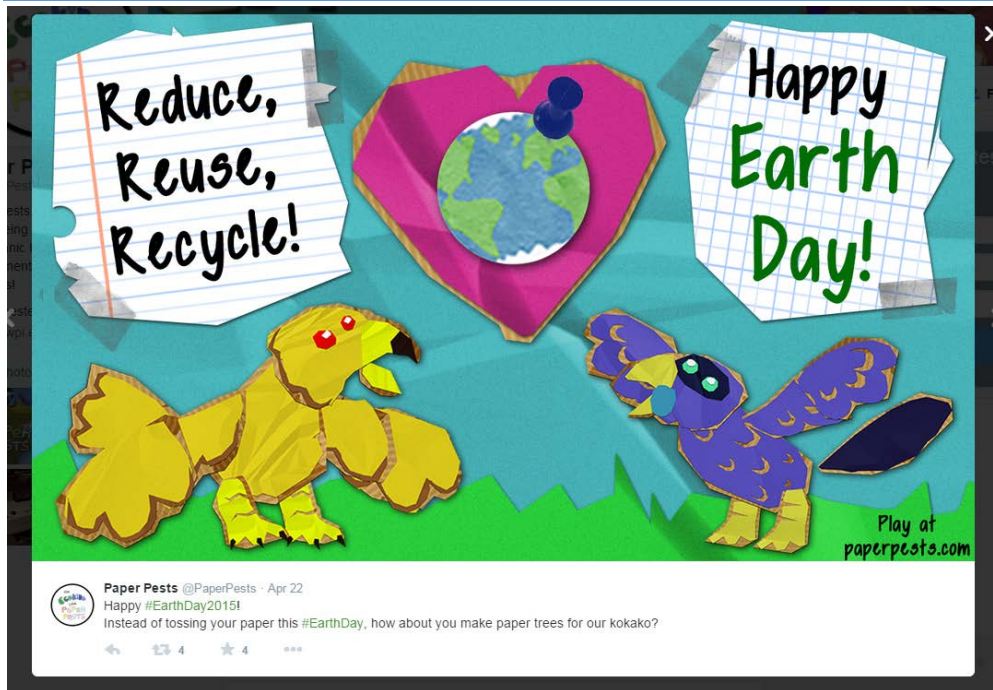 Reduce,
Reuse,
Recycle!
Happy
Earth
Day!
Play at
paperpests.com
Paper Pests @PaperPests · Apr 22
Happy #EarthDay2015!
Instead of tossing your paper this #EarthDay, how about you make paper trees for our kokako?
4 4